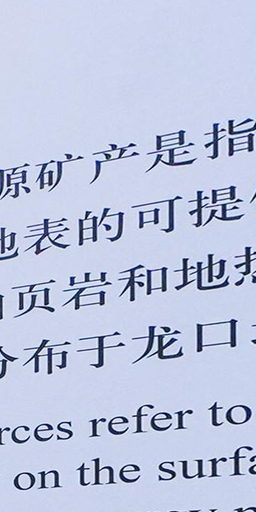 源矿产是指
地表的可提
页岩和地热
分布于龙口
rces refer to
on the surfa